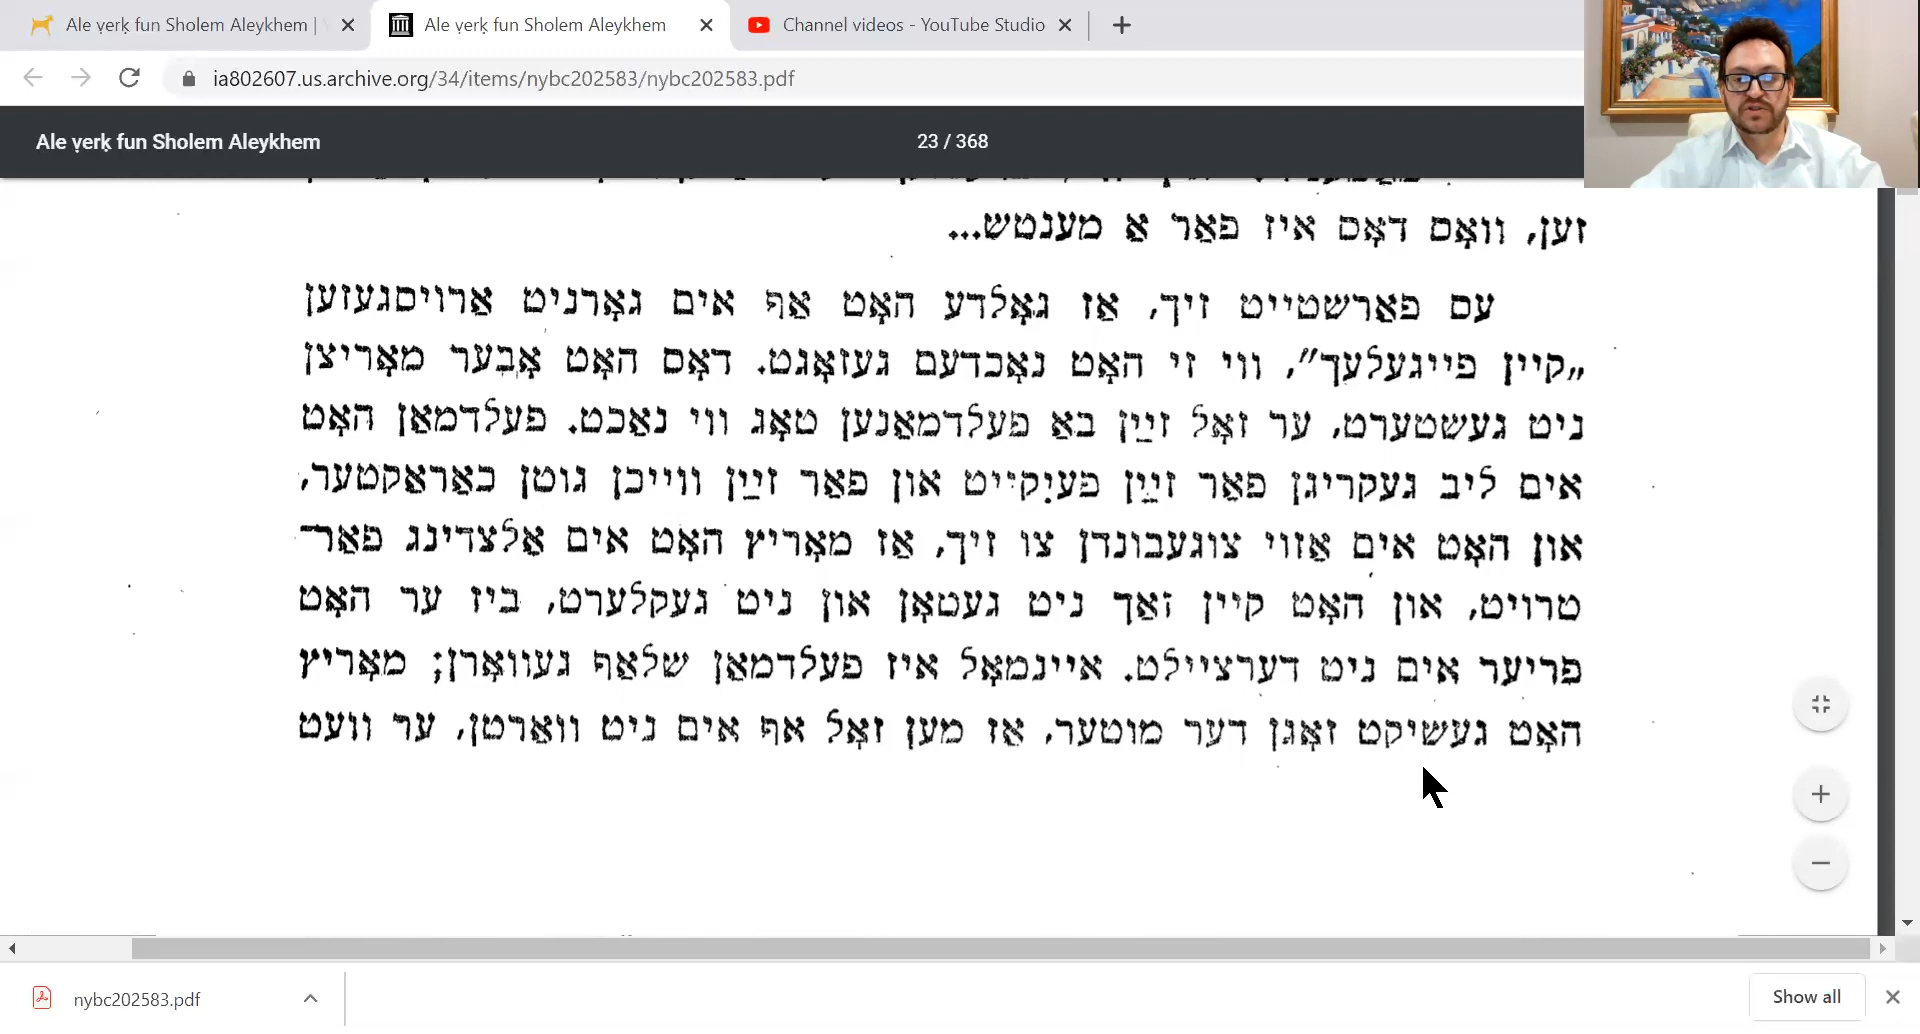 Ale ṿerḳ fun Sholem Aleykhem |
Ale ṿerḳ fun Sholem Aleykhem
Channel videos - YouTube Studio
ia802607.us.archive.org/34/items/nybc202583/nybc202583.pdf
Ale ṿerḳ fun Sholem Aleykhem
23 / 368
זען, וואָס דאָס איז פאַר אַ מענטש...
עס פאַרשטייט זיך, אַז גאָלדע האָט אַף אים גאָרניט אַרויסגעזען
„קיין פייגעלעך", ווי זי האָט נאָכדעם געזאָגט. דאָס האָט אָבער מאָריצן
ניט געשטערט, ער זאָל זייַן באַ פעלדמאַנען טאָג ווי נאַכט. פעלדמאַן האָט
אים ליב געקריגן פאַר זייַן פעיִקייט און פאַר זייַן ווייכן גוטן כאַראַקטער,
און האָט אים אַזוי צוגעבונדן צו זיך, אַז מאָריץ האָט אים אַלצדינג פאַר־
טרויט, און האָט קיין זאַך ניט געטאָן און ניט געקלערט, ביז ער האָט
פריער אים ניט דערציילט. איינמאָל איז פעלדמאַן שלאַף געוואָרן; מאָריץ
האָט געשיקט זאָגן דער מוטער, אַז מען זאָל אַף אים ניט וואַרטן, ער וועט
nybc202583.pdf
Show all